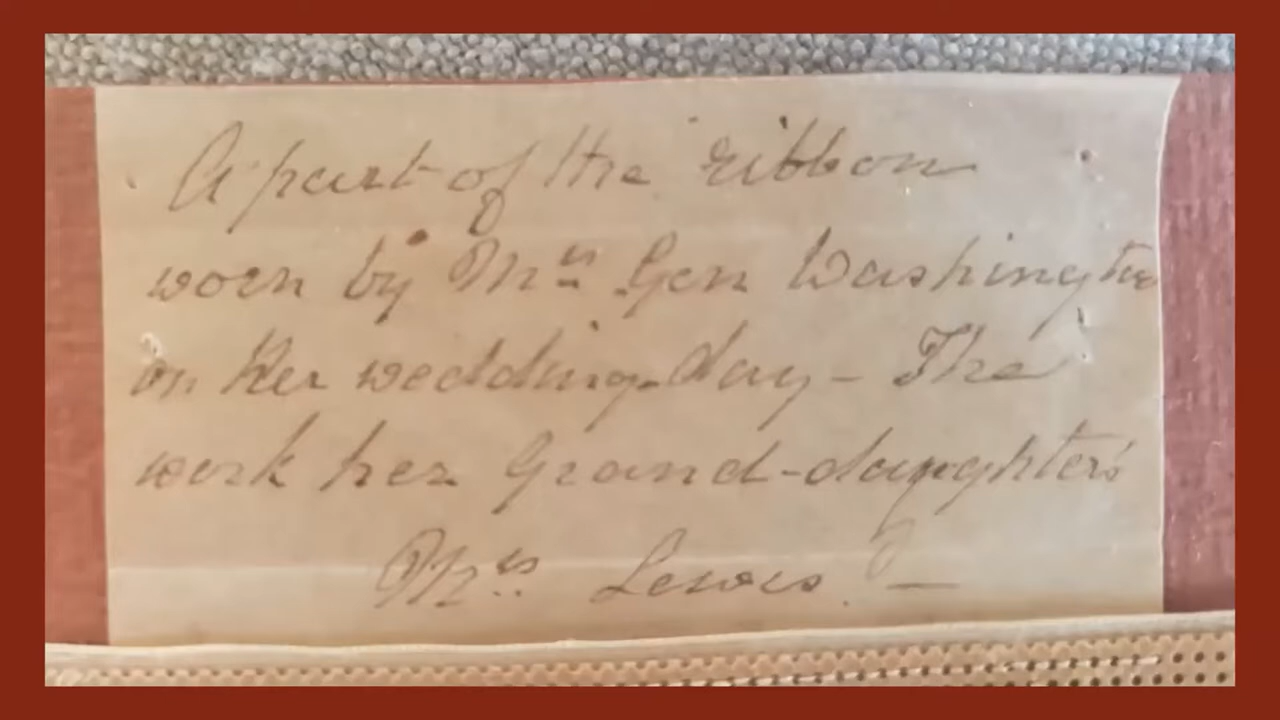 A part of the ribbon
worn by Mrs Gen Washington
on her wedding-day - The
work her Grand-daughter's
Mrs Lewis. -